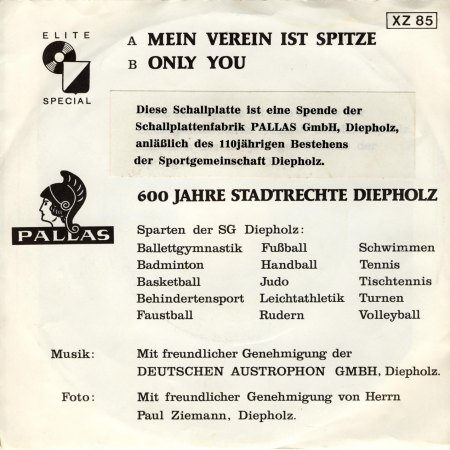 ELITE
SPECIAL
XZ 85
A MEIN VEREIN IST SPITZE
B ONLY YOU
Diese Schallplatte ist eine Spende der
Schallplattenfabrik PALLAS GmbH, Diepholz,
anläßlich des 110jährigen Bestehens
der Sportgemeinschaft Diepholz.
600 JAHRE STADTRECHTE DIEPHOLZ
PALLAS
Sparten der SG Diepholz:
Ballettgymnastik Fußball Schwimmen
Badminton Handball Tennis
Basketball Judo Tischtennis
Behindertensport Leichtathletik Turnen
Faustball Rudern Volleyball
Musik: Mit freundlicher Genehmigung der
DEUTSCHEN AUSTROPHON GMBH, Diepholz.
Foto: Mit freundlicher Genehmigung von Herrn
Paul Ziemann, Diepholz.